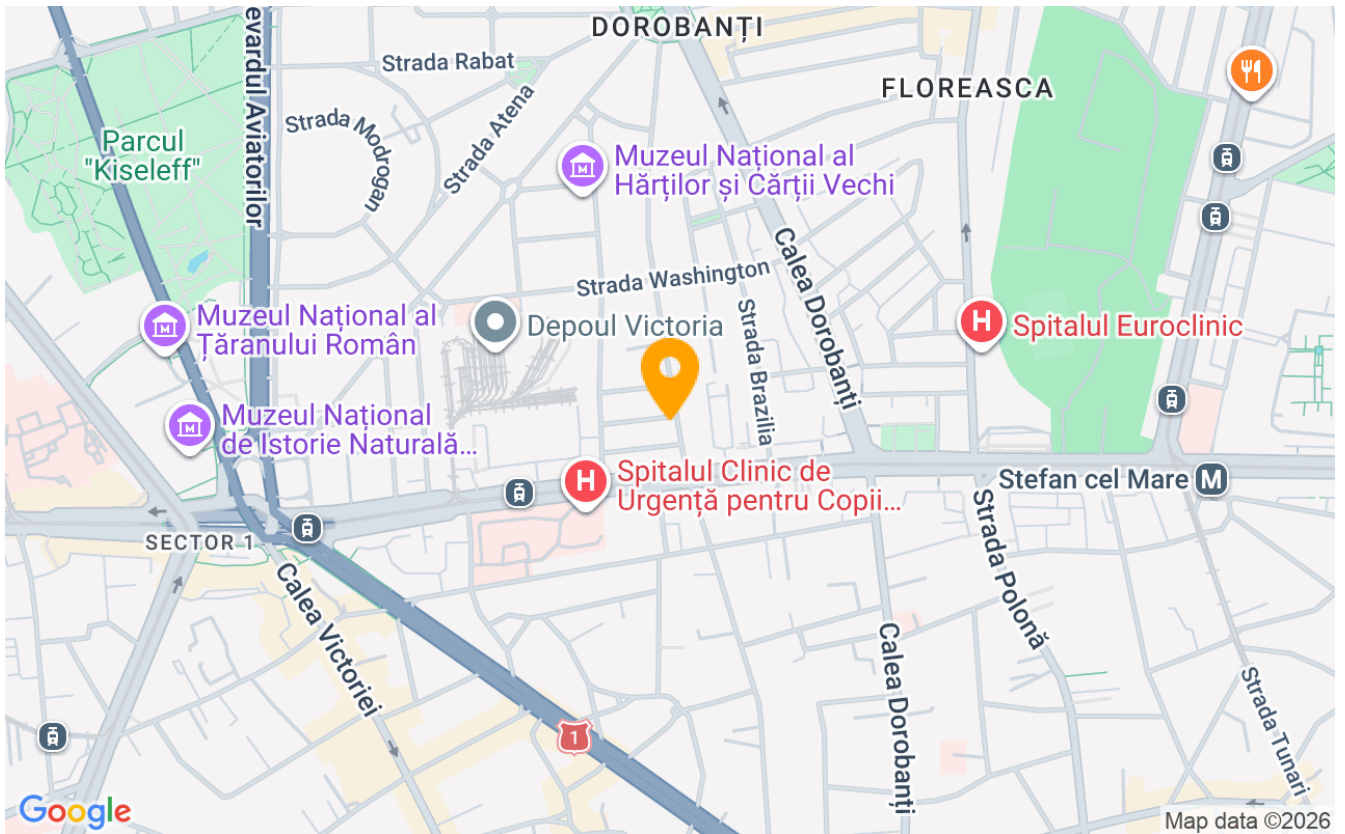 DOROBANȚI
Strada Rabat
evardul Aviatorilor
FLOREASCA
Strada Modrogan
Strada Atena
Parcul
"Kiseleff"
Muzeul Național al
Hărților și Cărții Vechi
Strada Washington
Calea Dorobanți
Muzeul Național al
Țăranului Român
Depoul Victoria
Strada Brazilia
H
Spitalul Euroclinic
Muzeul Național
de Istorie Naturală...
H
Spitalul Clinic de
Urgență pentru Copii...
Stefan cel Mare M
SECTOR 1
Strada Polonă
Calea Victoriei
Calea Dorobanți
Strada Tunari
1
Google
Map data ©2026